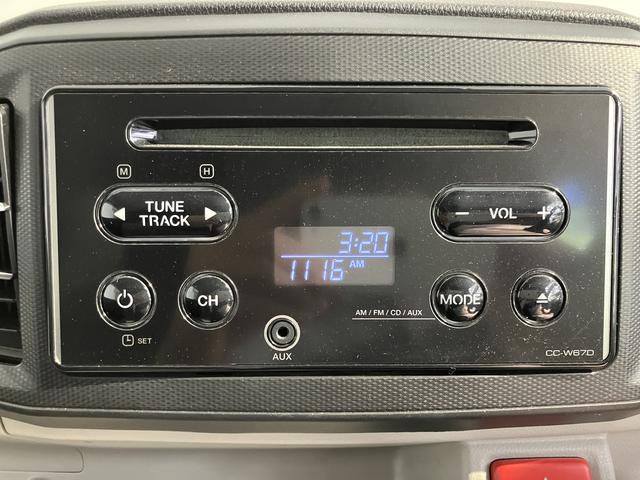 M H
TUNE
TRACK
− VOL +
3:20
1116 AM
CH
MODE
AM / FM / CD / AUX
SET
AUX
CC-W67D